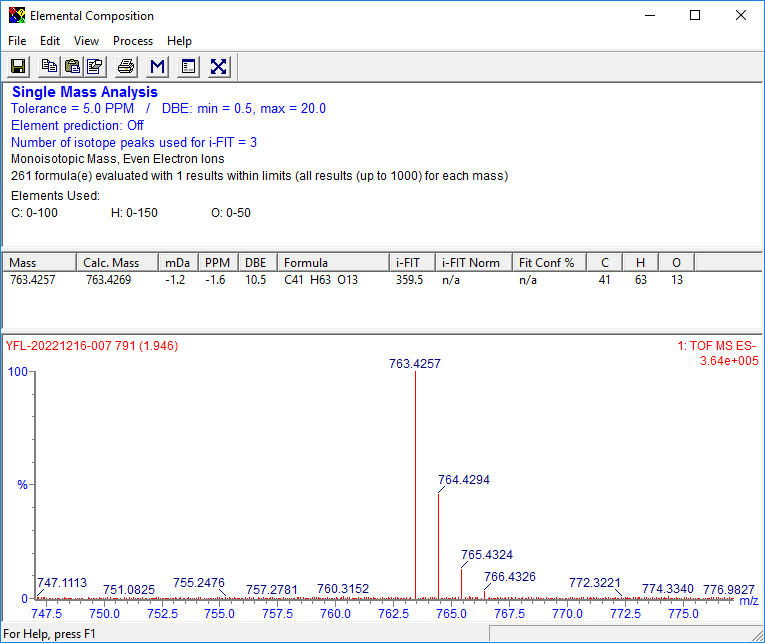 Elemental Composition
File Edit View Process Help
M
Single Mass Analysis
Tolerance = 5.0 PPM / DBE: min = 0.5, max = 20.0
Element prediction: Off
Number of isotope peaks used for i-FIT = 3
Monoisotopic Mass, Even Electron Ions
261 formula(e) evaluated with 1 results within limits (all results (up to 1000) for each mass)
Elements Used:
C: 0-100 H: 0-150 O: 0-50
Mass Calc. Mass mDa PPM DBE Formula i-FIT i-FIT Norm Fit Conf % C H O
763.4257 763.4269 -1.2 -1.6 10.5 C41 H63 O13 359.5 n/a n/a 41 63 13
YFL-20221216-007 791 (1.946) 1: TOF MS ES-
3.64e+005
763.4257
100
764.4294
%
765.4324
766.4326
747.1113 751.0825 755.2476 757.2781 760.3152 772.3221 774.3340 776.9827
0
m/z
747.5 750.0 752.5 755.0 757.5 760.0 762.5 765.0 767.5 770.0 772.5 775.0
For Help, press F1